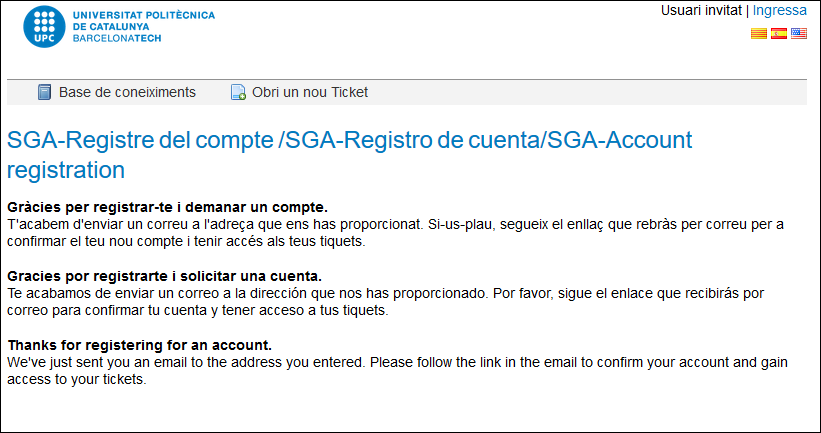 UNIVERSITAT POLITÈCNICA
DE CATALUNYA
BARCELONATECH
UPC
Usuari invitat | Ingressa
Base de coneiximents
Obri un nou Ticket
SGA-Registre del compte /SGA-Registro de cuenta/SGA-Account
registration
Gràcies per registrar-te i demanar un compte.
T'acabem d'enviar un correu a l'adreça que ens has proporcionat. Si-us-plau, segueix el enllaç que rebràs per correu per a
confirmar el teu nou compte i tenir accés als teus tiquets.
Gracies por registrarte i solicitar una cuenta.
Te acabamos de enviar un correo a la dirección que nos has proporcionado. Por favor, sigue el enlace que recibirás por
correo para confirmar tu cuenta y tener acceso a tus tiquets.
Thanks for registering for an account.
We've just sent you an email to the address you entered. Please follow the link in the email to confirm your account and gain
access to your tickets.